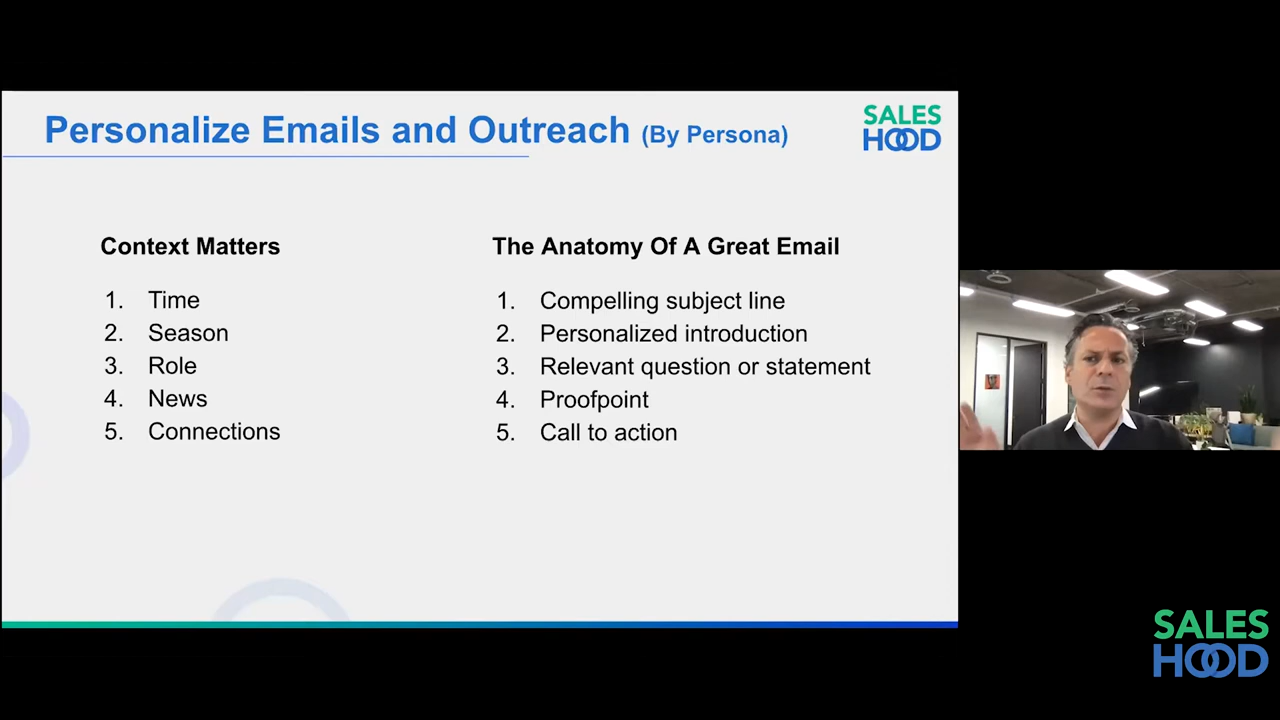 Personalize Emails and Outreach (By Persona)
SALES
HOOD
Context Matters
1. Time
2. Season
3. Role
4. News
5. Connections
The Anatomy Of A Great Email
1. Compelling subject line
2. Personalized introduction
3. Relevant question or statement
4. Proofpoint
5. Call to action
SALES
HOOD